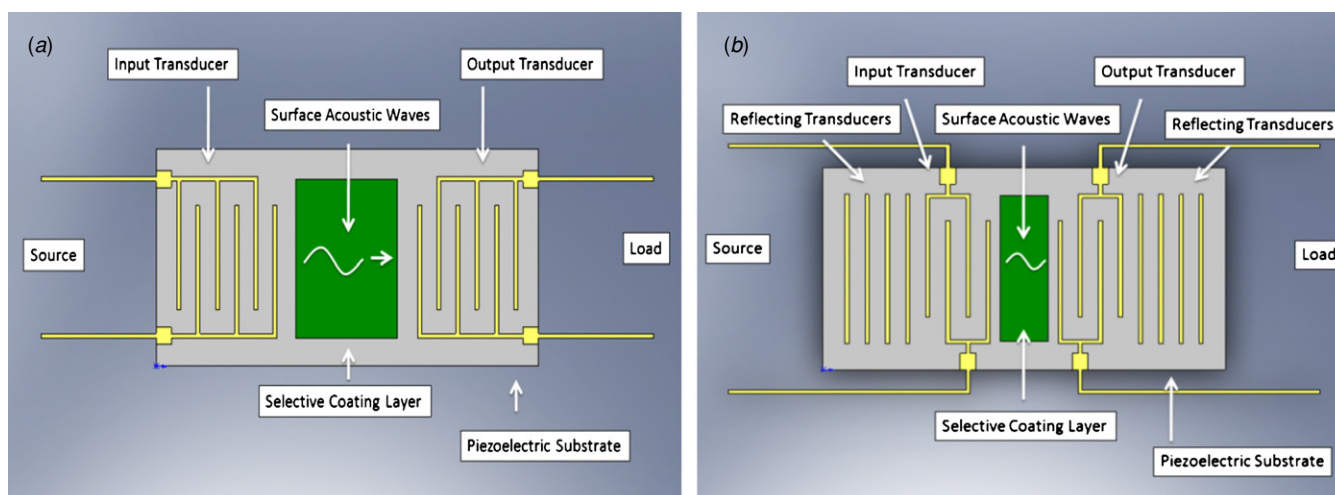 (a)
Input Transducer
Output Transducer
Surface Acoustic Waves
Source
Load
Selective Coating Layer
Piezoelectric Substrate
(b)
Input Transducer
Output Transducer
Reflecting Transducers
Surface Acoustic Waves
Reflecting Transducers
Source
Load
Selective Coating Layer
Piezoelectric Substrate